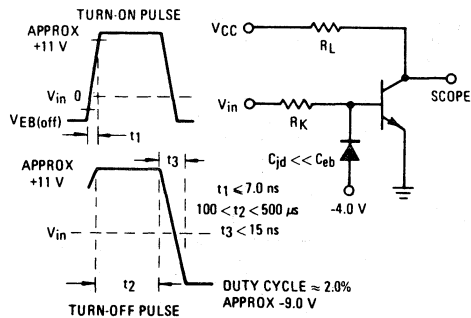 TURN-ON PULSE
APPROX
+11 V
Vin 0
VEB(off)
t1
VCC
RL
SCOPE
Vin
RK
Cjd << Ceb
-4.0 V
APPROX
+11 V
t3
t1 ≤ 7.0 ns
100 < t2 < 500 μs
t3 < 15 ns
Vin
t2
DUTY CYCLE ≈ 2.0%
APPROX -9.0 V
TURN-OFF PULSE